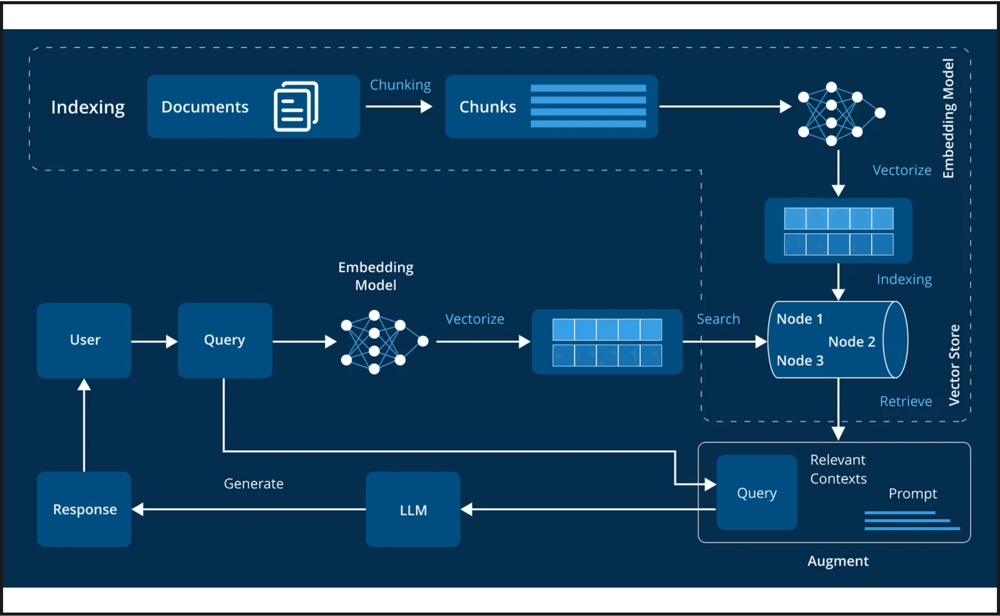 Indexing
Documents
Chunking
Chunks
Embedding Model
Vectorize
Indexing
Embedding
Model
User
Query
Vectorize
Search
Node 1
Node 2
Node 3
Vector Store
Retrieve
Relevant
Contexts
Query
Prompt
Generate
Response
LLM
Augment